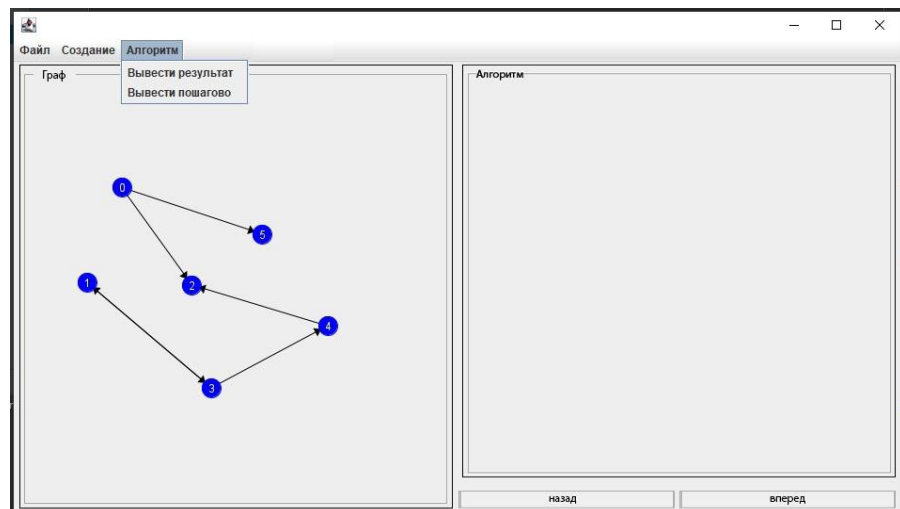 Файл Создание Алгоритм
Вывести результат
Вывести пошагово
Граф
Алгоритм
0
5
1
2
4
3
назад вперед